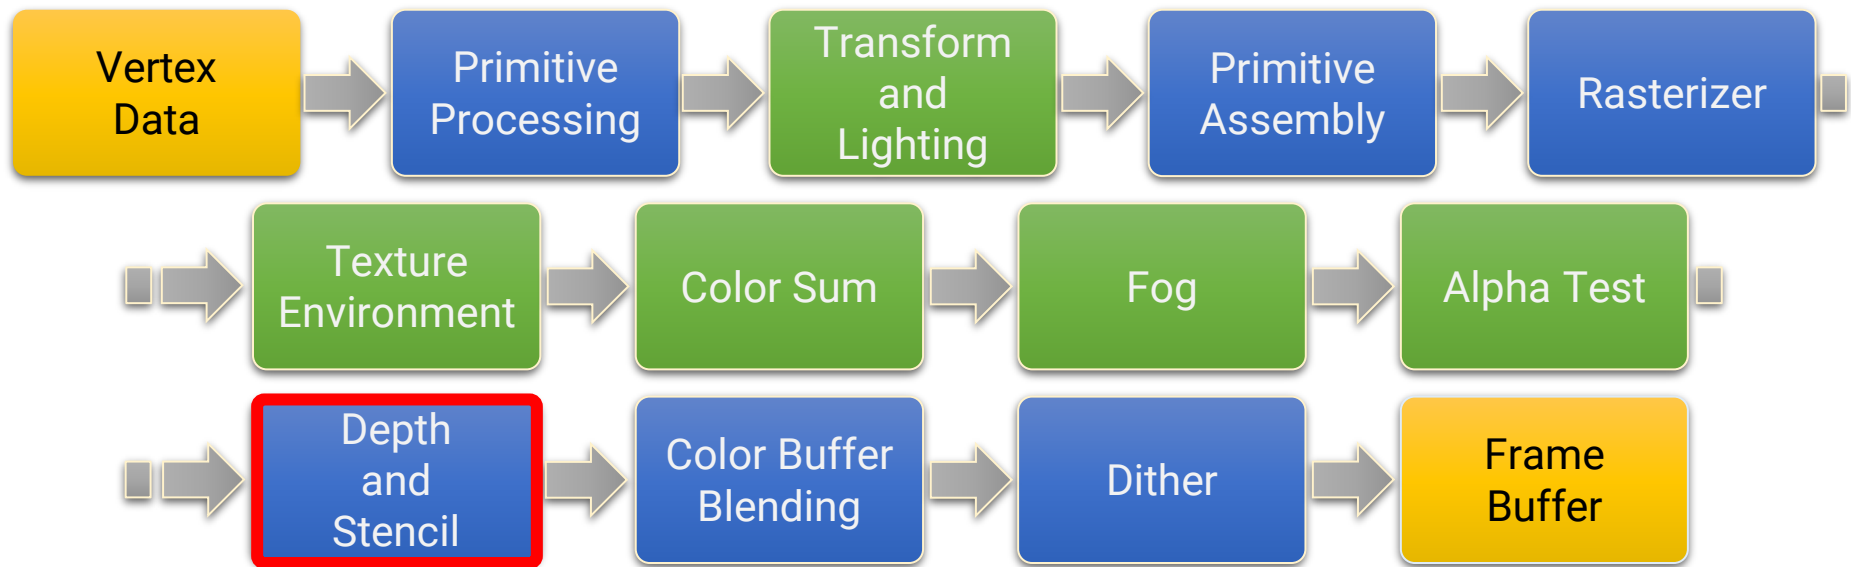 Vertex
Data
Primitive
Processing
Transform
and
Lighting
Primitive
Assembly
Rasterizer
Texture
Environment
Color Sum
Fog
Alpha Test
Depth
and
Stencil
Color Buffer
Blending
Dither
Frame
Buffer